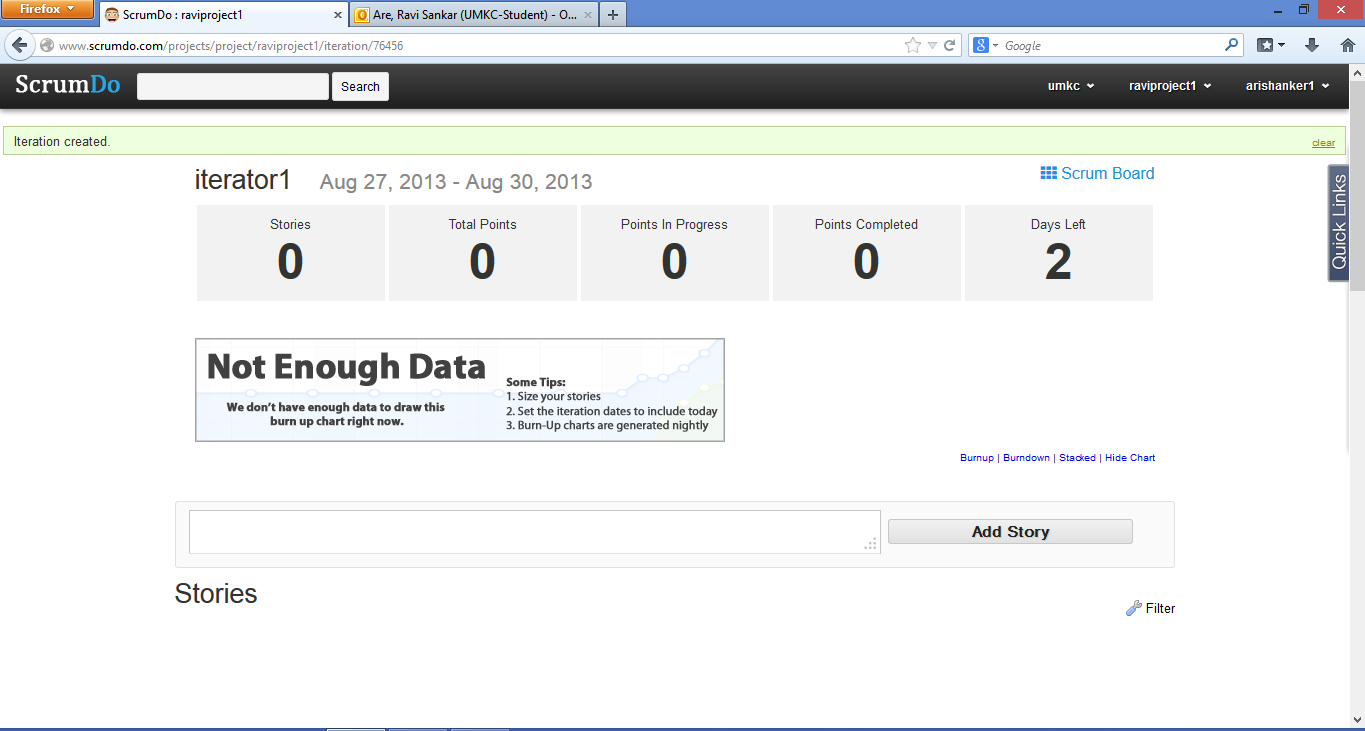 Firefox
ScrumDo : raviproject1
Are, Ravi Sankar (UMKC-Student) - O...
www.scrumdo.com/projects/project/raviproject1/iteration/76456
Google
ScrumDo
Search
umkc
raviproject1
arishanker1
Iteration created.
clear
iterator1
Aug 27, 2013 - Aug 30, 2013
Scrum Board
Quick Links
Stories
0
Total Points
0
Points In Progress
0
Points Completed
0
Days Left
2
Not Enough Data
We don't have enough data to draw this
burn up chart right now.
Some Tips:
1. Size your stories
2. Set the iteration dates to include today
3. Burn-Up charts are generated nightly
Burnup | Burndown | Stacked | Hide Chart
Add Story
Stories
Filter